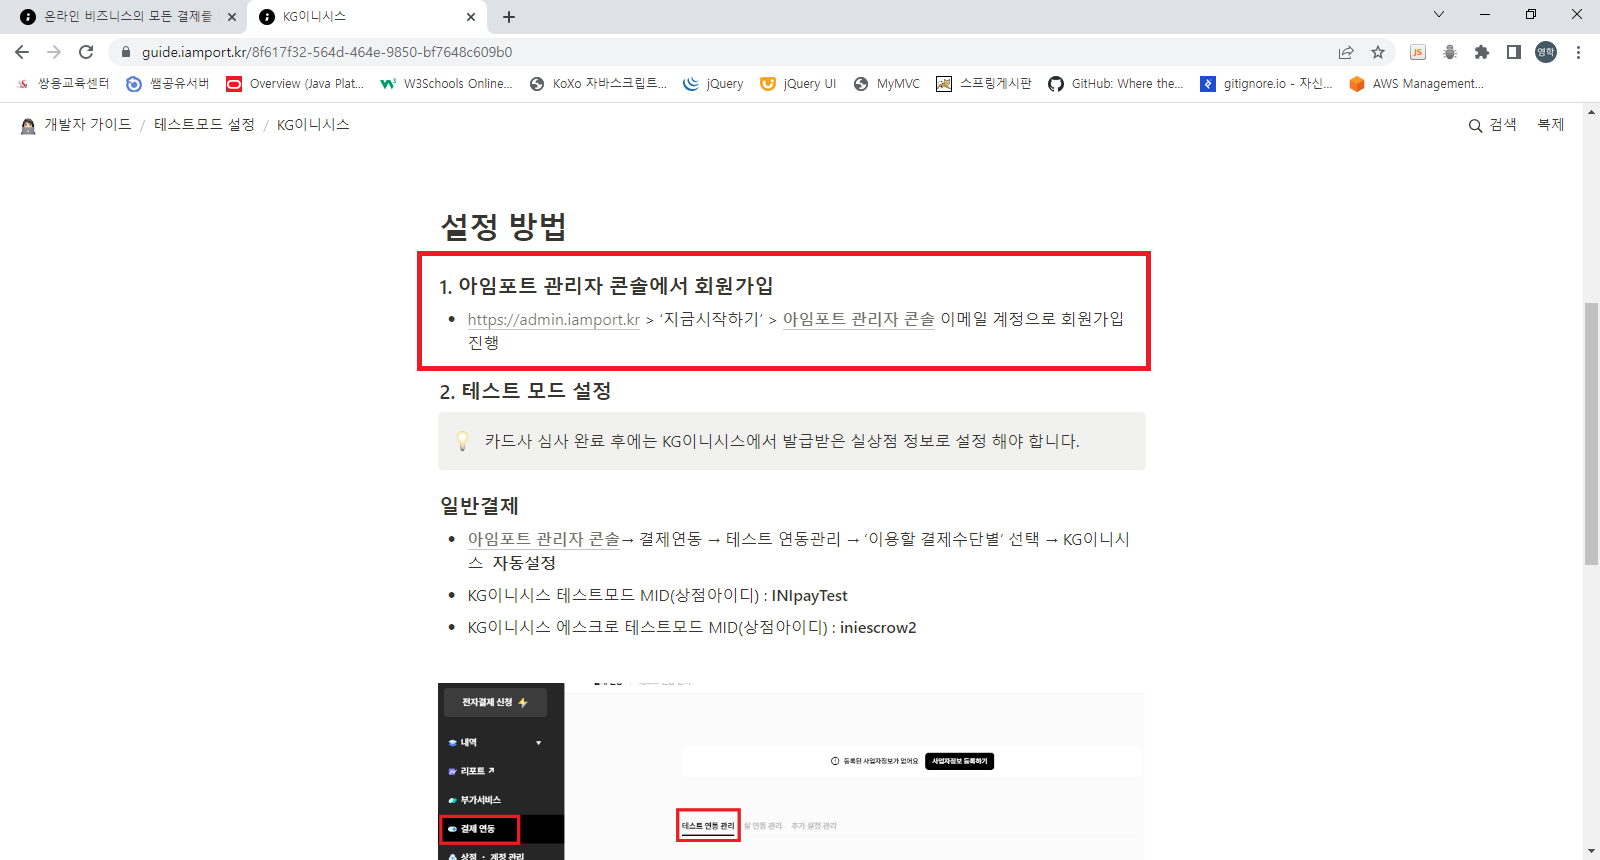 온라인 비즈니스의 모든 결제를
KG이니시스
guide.iamport.kr/8f617f32-564d-464e-9850-bf7648c609b0
JS
영학
쌍용교육센터
쌤공유서버
Overview (Java Plat...
W3Schools Online...
KoXo 자바스크립트...
jQuery
jQuery UI
MyMVC
스프링게시판
GitHub: Where the...
gitignore.io - 자신...
AWS Management...
개발자 가이드 / 테스트모드 설정 / KG이니시스
검색 복제
설정 방법
1. 아임포트 관리자 콘솔에서 회원가입
• https://admin.iamport.kr > ‘지금시작하기’ > 아임포트 관리자 콘솔 이메일 계정으로 회원가입
진행
2. 테스트 모드 설정
카드사 심사 완료 후에는 KG이니시스에서 발급받은 실상점 정보로 설정 해야 합니다.
일반결제
• 아임포트 관리자 콘솔→ 결제연동 → 테스트 연동관리 → ‘이용할 결제수단별’ 선택 → KG이니시
스 자동설정
• KG이니시스 테스트모드 MID(상점아이디) : INIpayTest
• KG이니시스 에스크로 테스트모드 MID(상점아이디) : iniescrow2
전자결제 신청
내역
리포트
부가서비스
결제 연동
상점 · 계정 관리
등록된 사업자정보가 없어요 사업자정보 등록하기
테스트 연동 관리 실 연동 관리 추가 설정 관리